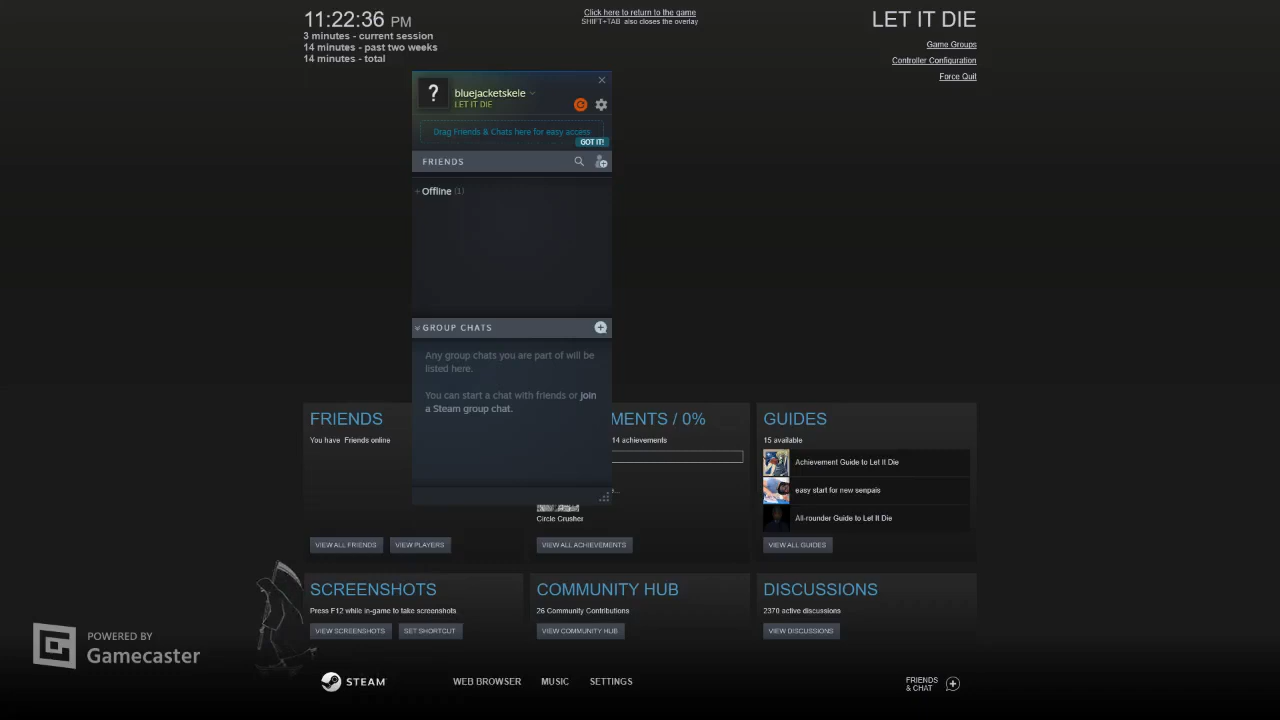 11:22:36 PM
3 minutes - current session
14 minutes - past two weeks
14 minutes - total
Click here to return to the game
SHIFT+TAB also closes the overlay
LET IT DIE
Game Groups
Controller Configuration
Force Quit
?
bluejacketskele
LET IT DIE
Drag Friends & Chats here for easy access
GOT IT!
FRIENDS
+ Offline (1)
GROUP CHATS
Any group chats you are part of will be
listed here.
You can start a chat with friends or join
a Steam group chat.
FRIENDS
You have Friends online
VIEW ALL FRIENDS
VIEW PLAYERS
MENTS / 0%
14 achievements
Circle Crusher
VIEW ALL ACHIEVEMENTS
GUIDES
15 available
Achievement Guide to Let It Die
easy start for new senpais
All-rounder Guide to Let It Die
VIEW ALL GUIDES
SCREENSHOTS
Press F12 while in-game to take screenshots
VIEW SCREENSHOTS
SET SHORTCUT
COMMUNITY HUB
26 Community Contributions
VIEW COMMUNITY HUB
DISCUSSIONS
2370 active discussions
VIEW DISCUSSIONS
POWERED BY
Gamecaster
STEAM
WEB BROWSER
MUSIC
SETTINGS
FRIENDS
& CHAT